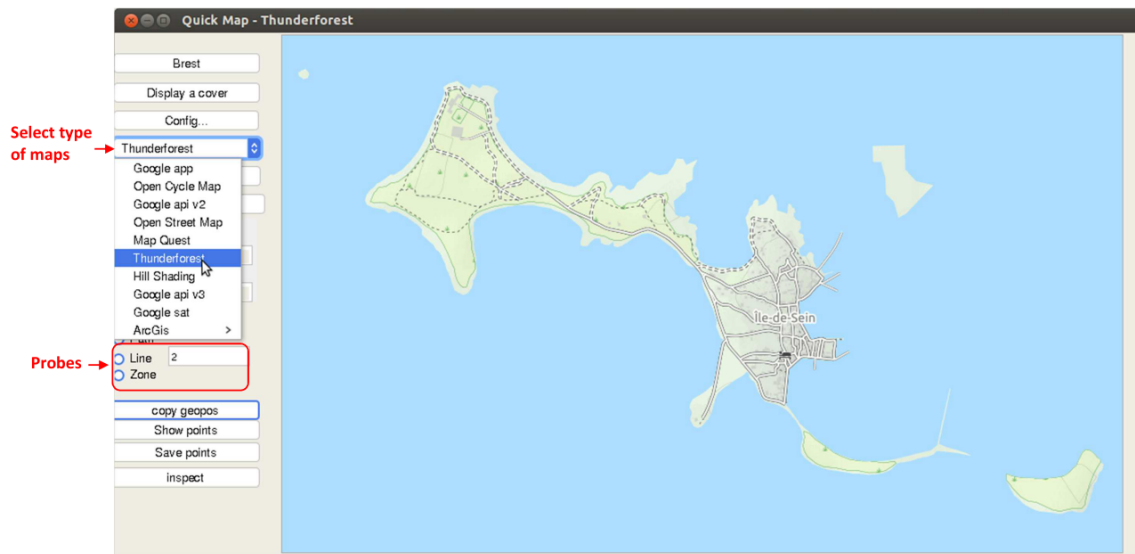 Quick Map - Thunderforest
Brest
Display a cover
Config...
Select type
of maps
Thunderforest
Google app
Open Cycle Map
Google api v2
Open Street Map
Map Quest
Thunderforest
Hill Shading
Google api v3
Google sat
ArcGis >
Probes
Line 2
Zone
copy geopos
Show points
Save points
inspect
Île-de-Sein